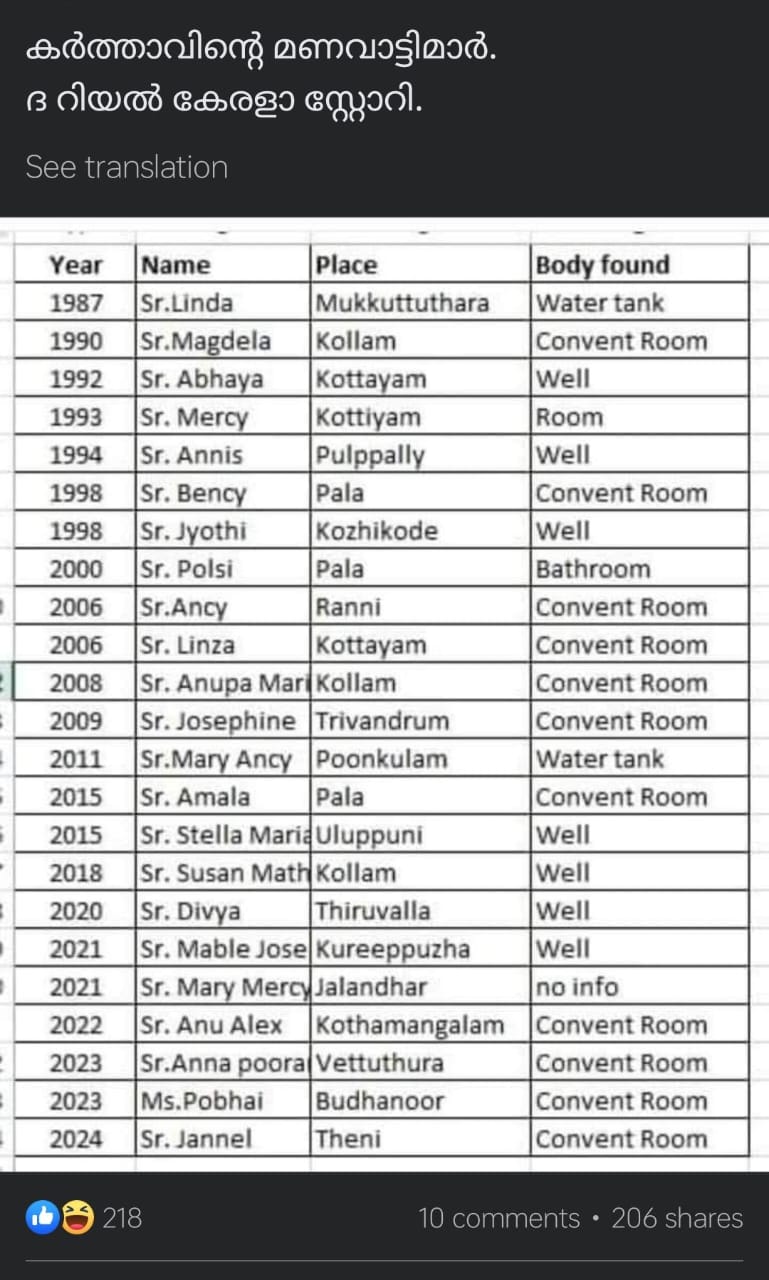 കർത്താവിന്റെ മണവാട്ടിമാർ.
ദ റിയൽ കേരളാ സ്റ്റോറി.
See translation
Year Name Place Body found
1987 Sr.Linda Mukkuttuthara Water tank
1990 Sr.Magdela Kollam Convent Room
1992 Sr. Abhaya Kottayam Well
1993 Sr. Mercy Kottiyam Room
1994 Sr. Annis Pulppally Well
1998 Sr. Bency Pala Convent Room
1998 Sr. Jyothi Kozhikode Well
2000 Sr. Polsi Pala Bathroom
2006 Sr.Ancy Ranni Convent Room
2006 Sr. Linza Kottayam Convent Room
2008 Sr. Anupa Mari Kollam Convent Room
2009 Sr. Josephine Trivandrum Convent Room
2011 Sr.Mary Ancy Poonkulam Water tank
2015 Sr. Amala Pala Convent Room
2015 Sr. Stella Maria Uluppuni Well
2018 Sr. Susan Math Kollam Well
2020 Sr. Divya Thiruvalla Well
2021 Sr. Mable Jose Kureeppuzha Well
2021 Sr. Mary Mercy Jalandhar no info
2022 Sr. Anu Alex Kothamangalam Convent Room
2023 Sr.Anna poora Vettuthura Convent Room
2023 Ms.Pobhai Budhanoor Convent Room
2024 Sr. Jannel Theni Convent Room
218 10 comments • 206 shares